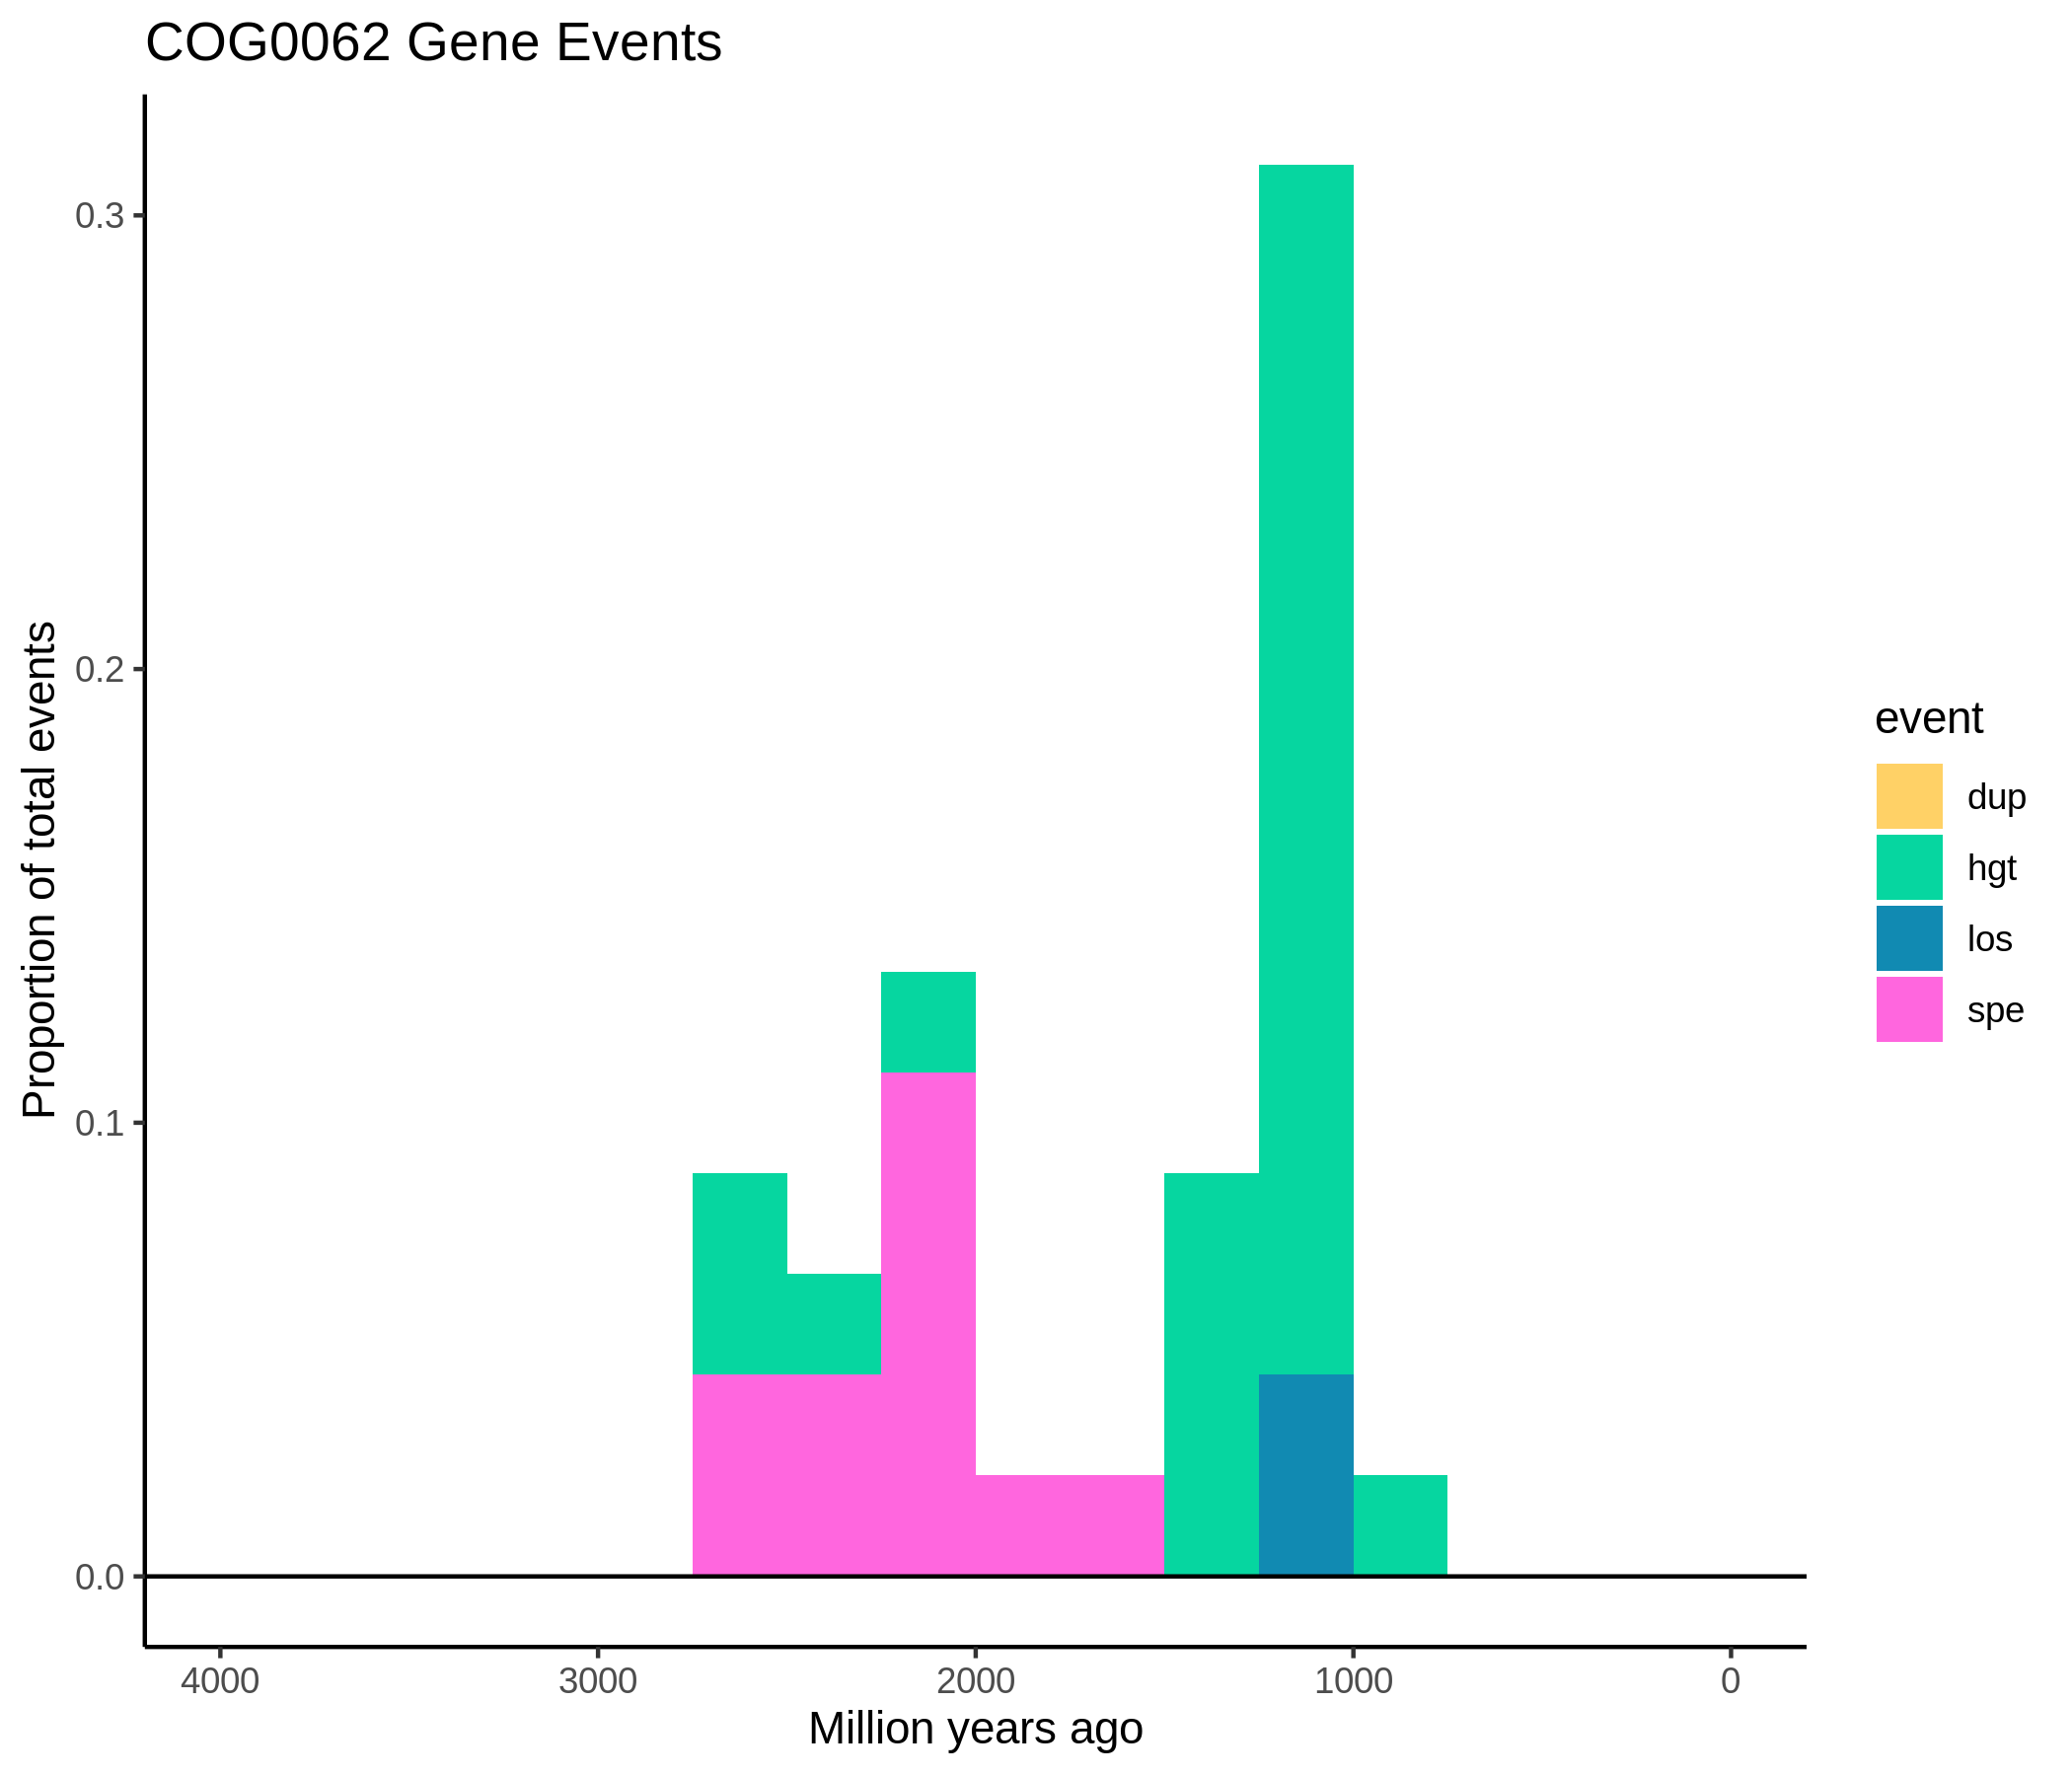 COG0062 Gene Events
Proportion of total events
0.3
0.2
0.1
0.0
4000 3000 2000 1000 0
Million years ago
event
dup
hgt
los
spe